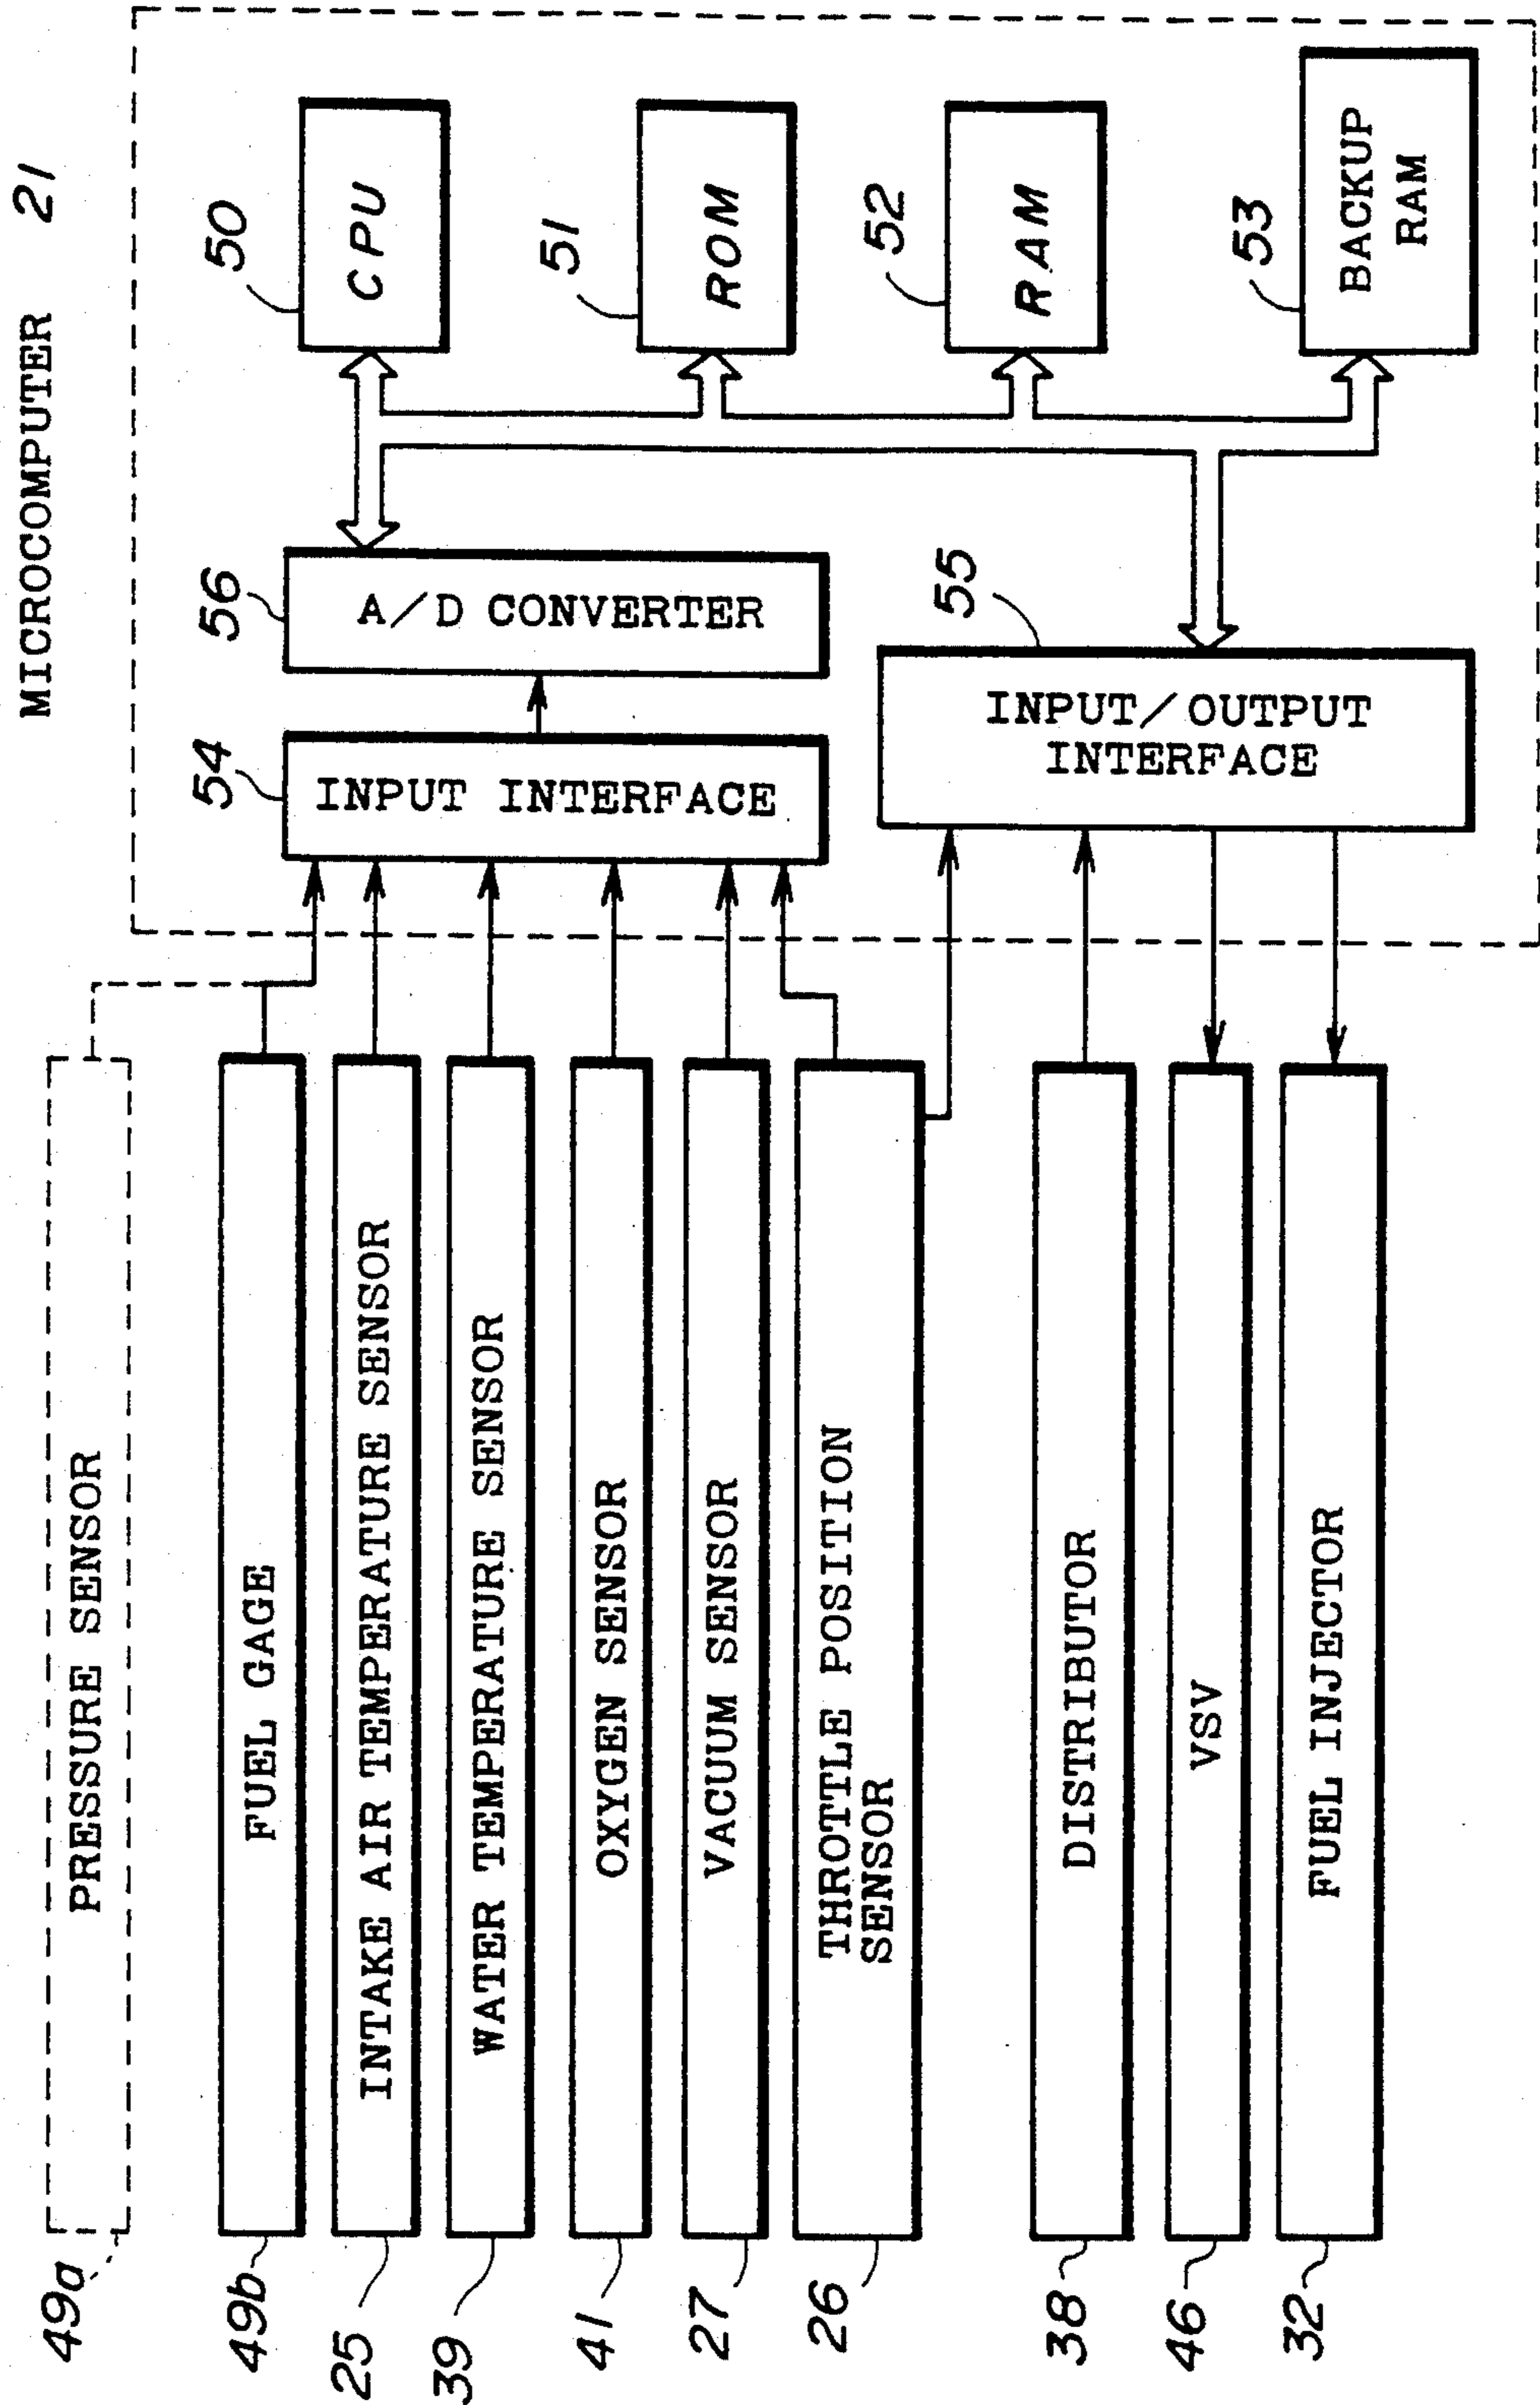 MICROCOMPUTER 21
49a
PRESSURE SENSOR
49b
FUEL GAGE
25
INTAKE AIR TEMPERATURE SENSOR
39
WATER TEMPERATURE SENSOR
41
OXYGEN SENSOR
27
VACUUM SENSOR
26
THROTTLE POSITION
SENSOR
38
DISTRIBUTOR
46
VSV
32
FUEL INJECTOR
54
INPUT INTERFACE
56
A/D CONVERTER
55
INPUT/OUTPUT
INTERFACE
50
CPU
51
ROM
52
RAM
53
BACKUP
RAM